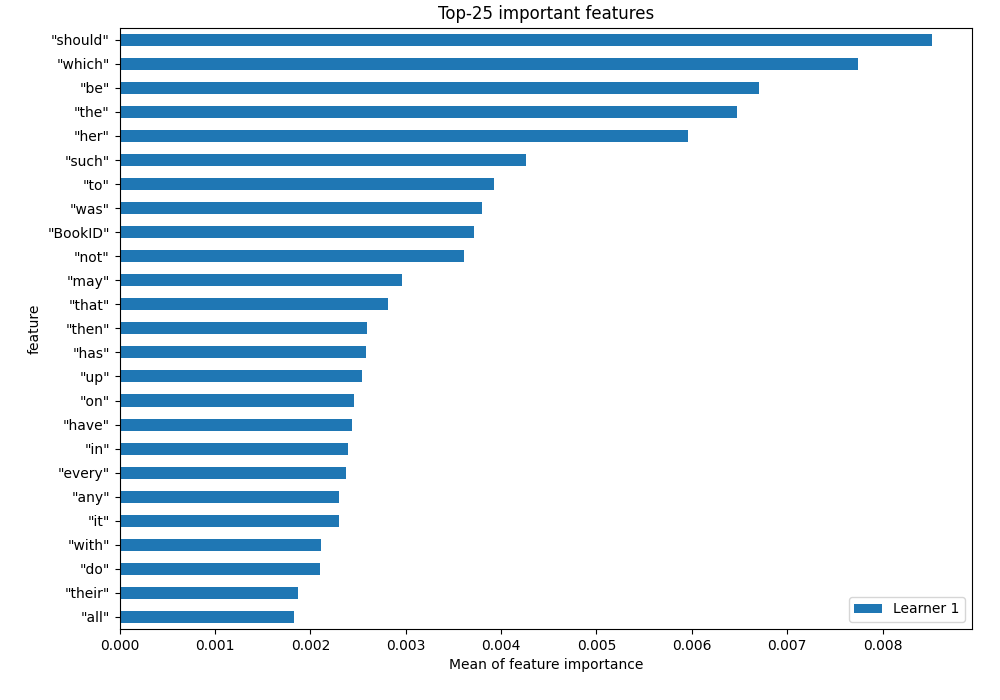 Top-25 important features
"should"
"which"
"be"
"the"
"her"
"such"
"to"
"was"
"BookID"
"not"
"may"
"that"
"then"
"has"
"up"
"on"
"have"
"in"
"every"
"any"
"it"
"with"
"do"
"their"
"all"
feature
Learner 1
0.000 0.001 0.002 0.003 0.004 0.005 0.006 0.007 0.008
Mean of feature importance